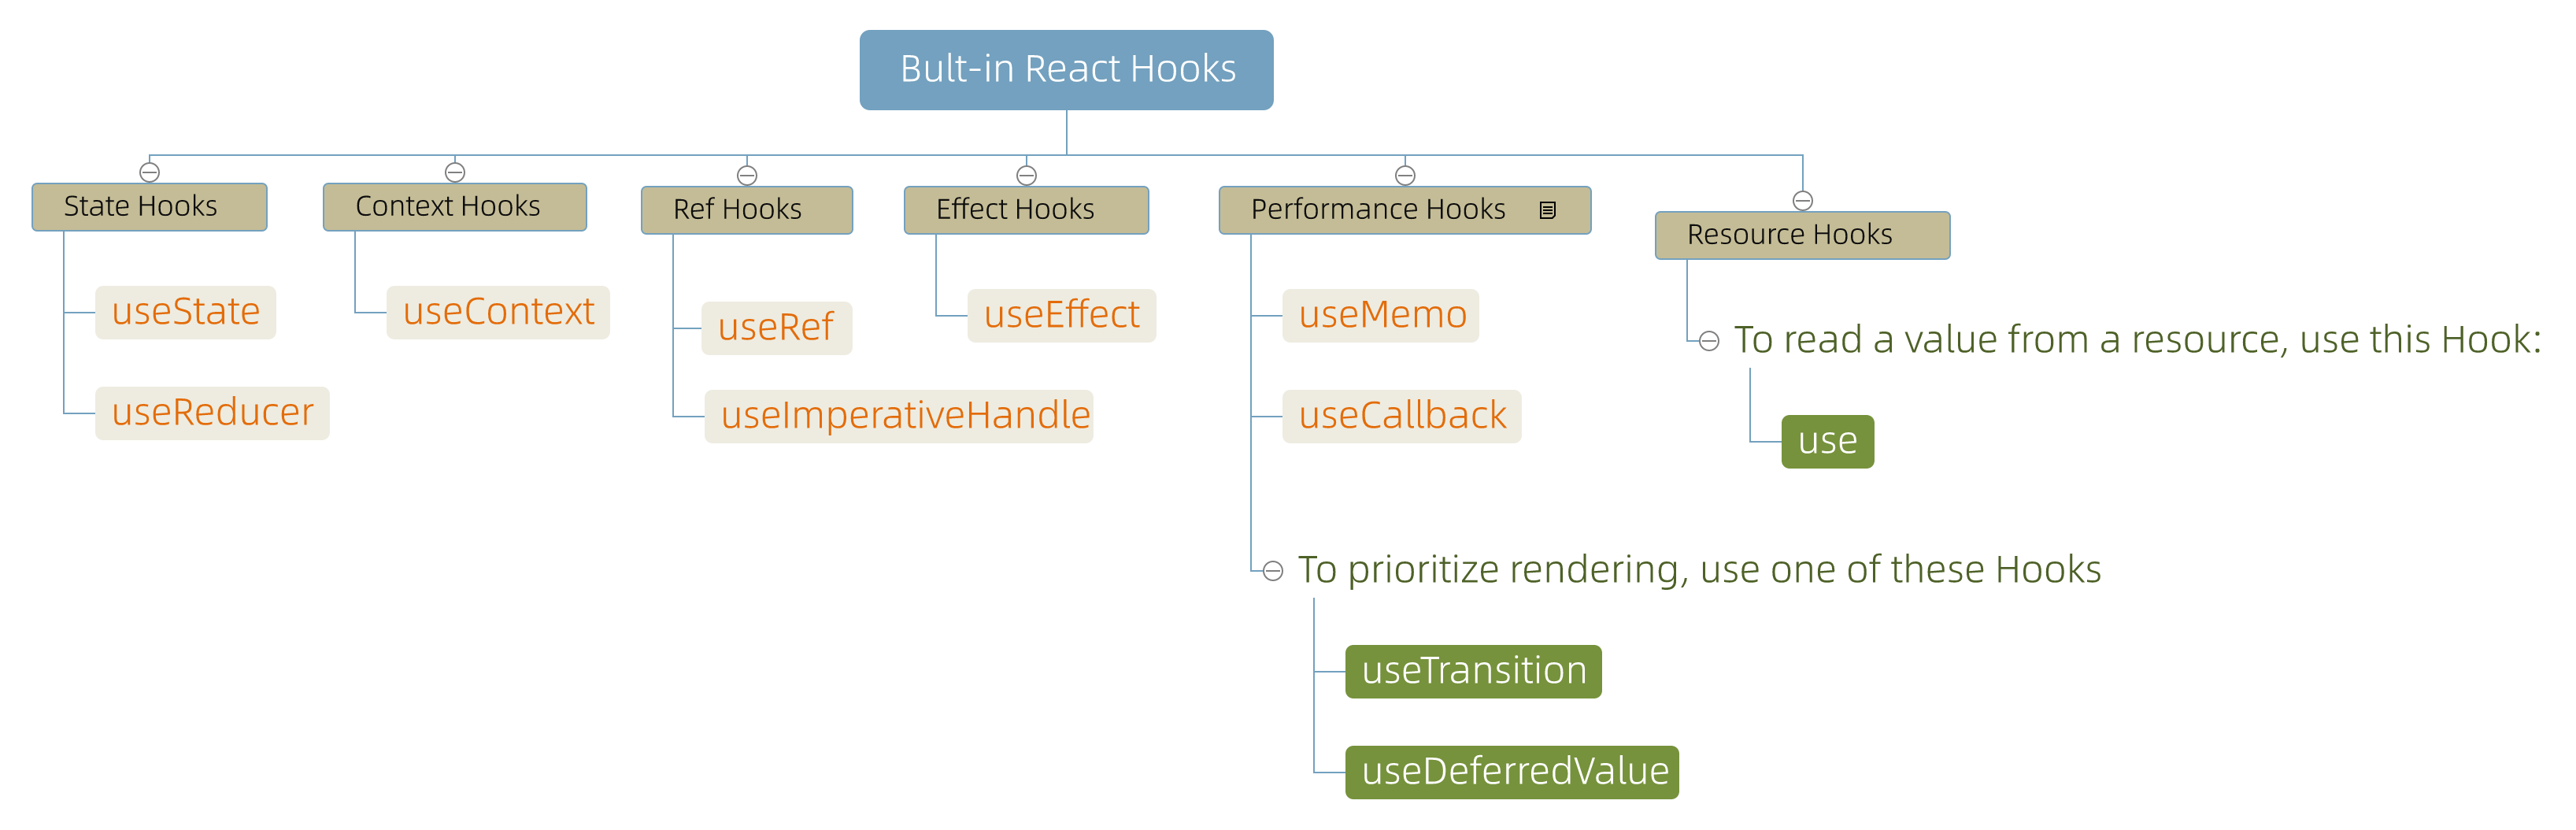 Bult-in React Hooks
State Hooks
useState
useReducer
Context Hooks
useContext
Ref Hooks
useRef
useImperativeHandle
Effect Hooks
useEffect
Performance Hooks
useMemo
useCallback
To prioritize rendering, use one of these Hooks
useTransition
useDeferredValue
Resource Hooks
To read a value from a resource, use this Hook:
use